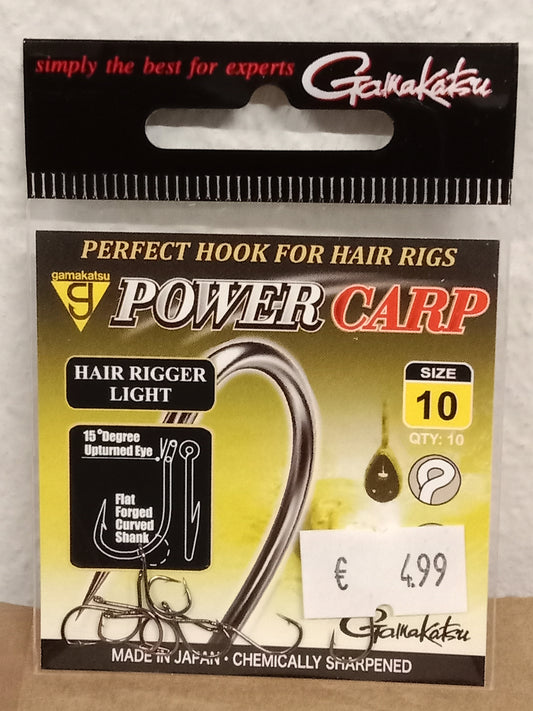 simply the best for experts Gamakatsu
PERFECT HOOK FOR HAIR RIGS
gamakatsu
POWER CARP
HAIR RIGGER
LIGHT
SIZE
10
QTY: 10
15°Degree
Upturned Eye
Flat
Forged
Curved
Shank
€ 4.99
Gamakatsu
MADE IN JAPAN • CHEMICALLY SHARPENED